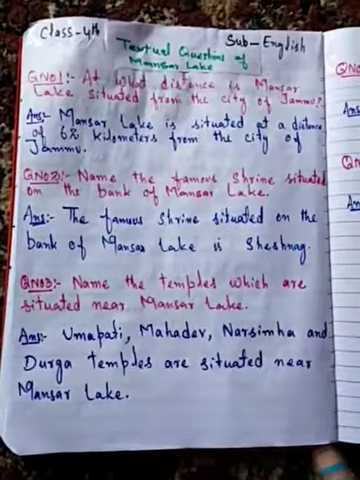 Class-4th
Sub-English
Textual Questions of
Mansar Lake
QNO1:- At what distance is Mansar
Lake situated from the city of Jammu?
Ans:- Mansar Lake is situated at a distance
of 62 kilometers from the city of
Jammu.
QNO2:- Name the famous Shrine situated
on the bank of Mansar Lake.
Ans:- The famous Shrine situated on the
bank of Mansar Lake is Sheshnag.
QNO3:- Name the temples which are
situated near Mansar Lake.
Ans:- Umapati, Mahadev, Narsimha and
Durga temples are situated near
Mansar Lake.